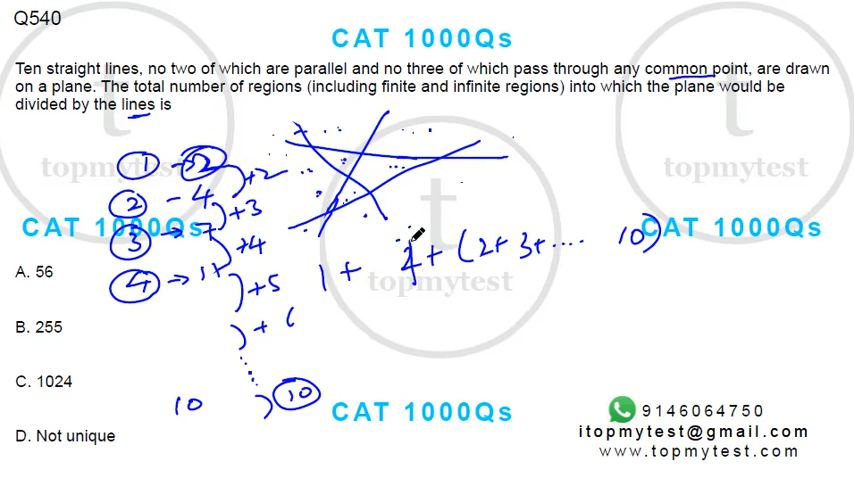 Q540
CAT 1000Qs
Ten straight lines, no two of which are parallel and no three of which pass through any common point, are drawn
on a plane. The total number of regions (including finite and infinite regions) into which the plane would be
divided by the lines is
t
topmytest
t
topmytest
t
topmytest
1 → 2
+2
2 - 4
+3
CAT 1000Qs
CAT 1000Qs
CAT 1000Qs
3 → 7
+4
4 → 11
+5
1 + 1 + (2+ 3+ .... 10)
A. 56
B. 255
+ 6
C. 1024
10
10
CAT 1000Qs
D. Not unique
9146064750
itopmytest@gmail.com
www.topmytest.com